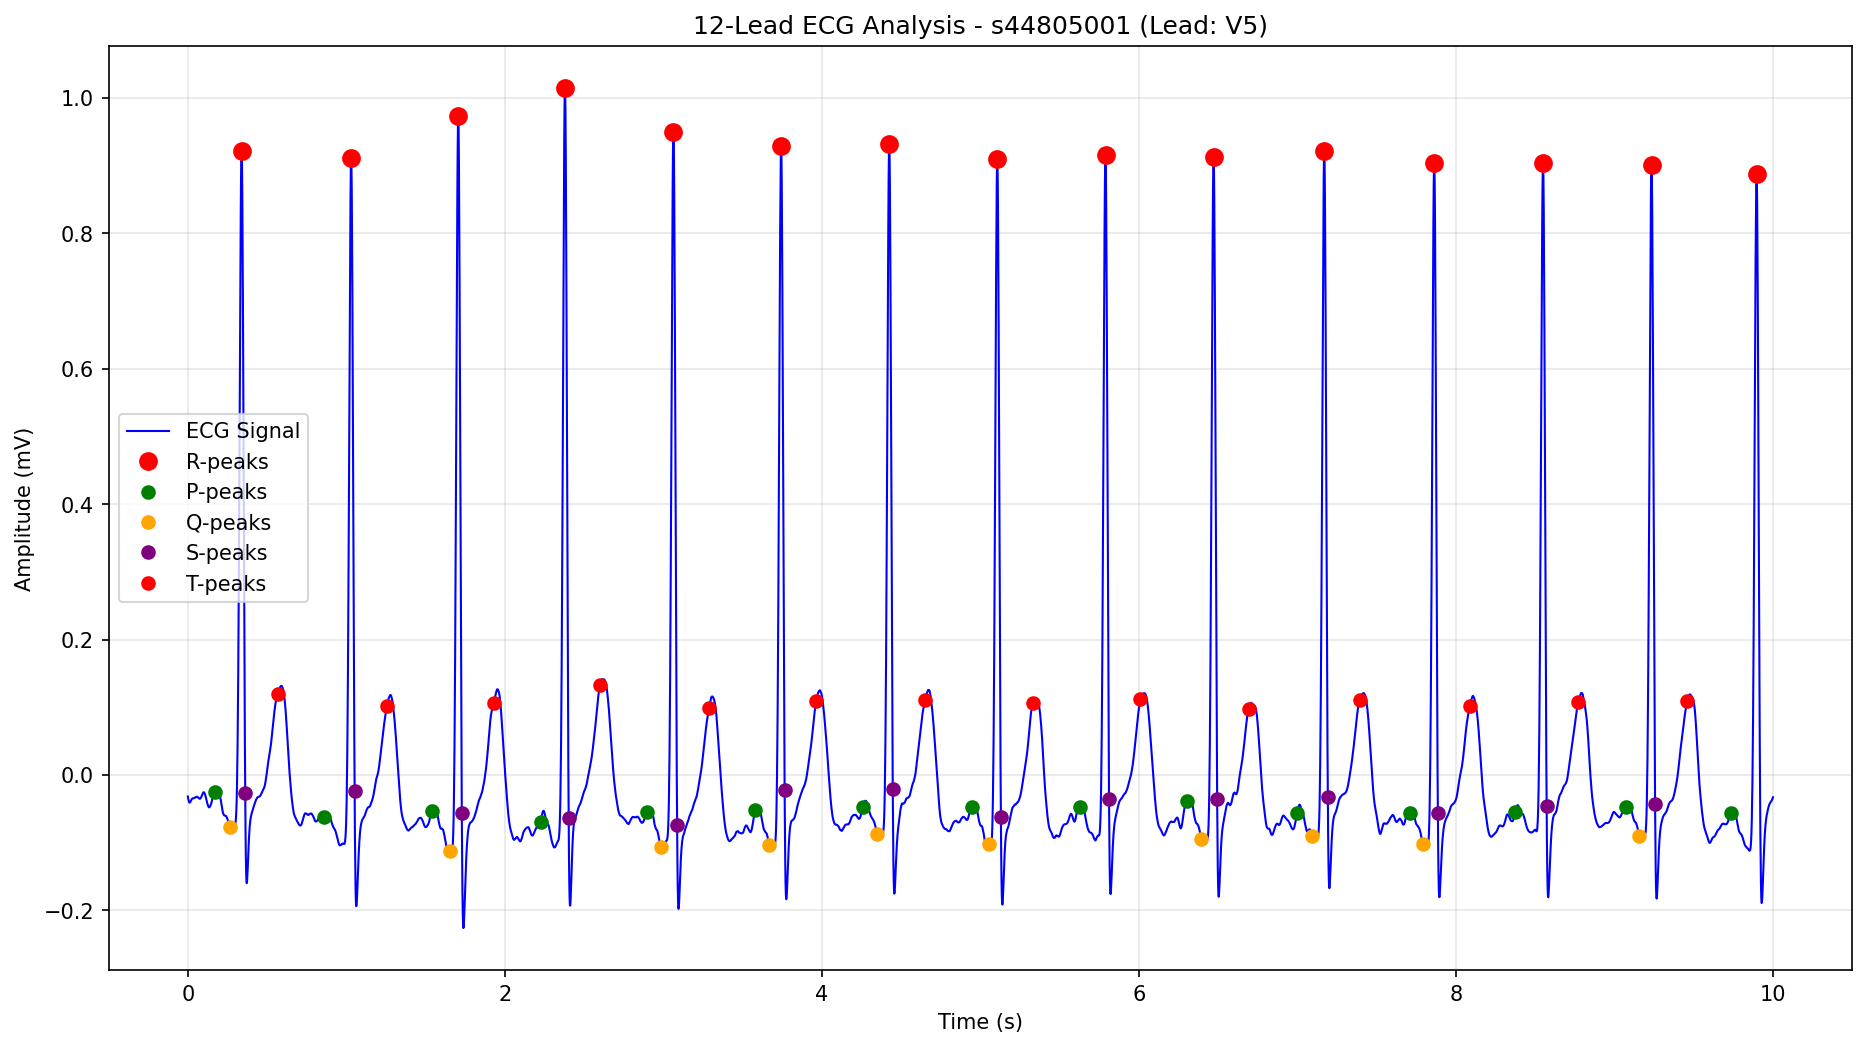 12-Lead ECG Analysis - s44805001 (Lead: V5)
Amplitude (mV)
1.0
0.8
0.6
0.4
0.2
0.0
−0.2
ECG Signal
R-peaks
P-peaks
Q-peaks
S-peaks
T-peaks
0 2 4 6 8 10
Time (s)